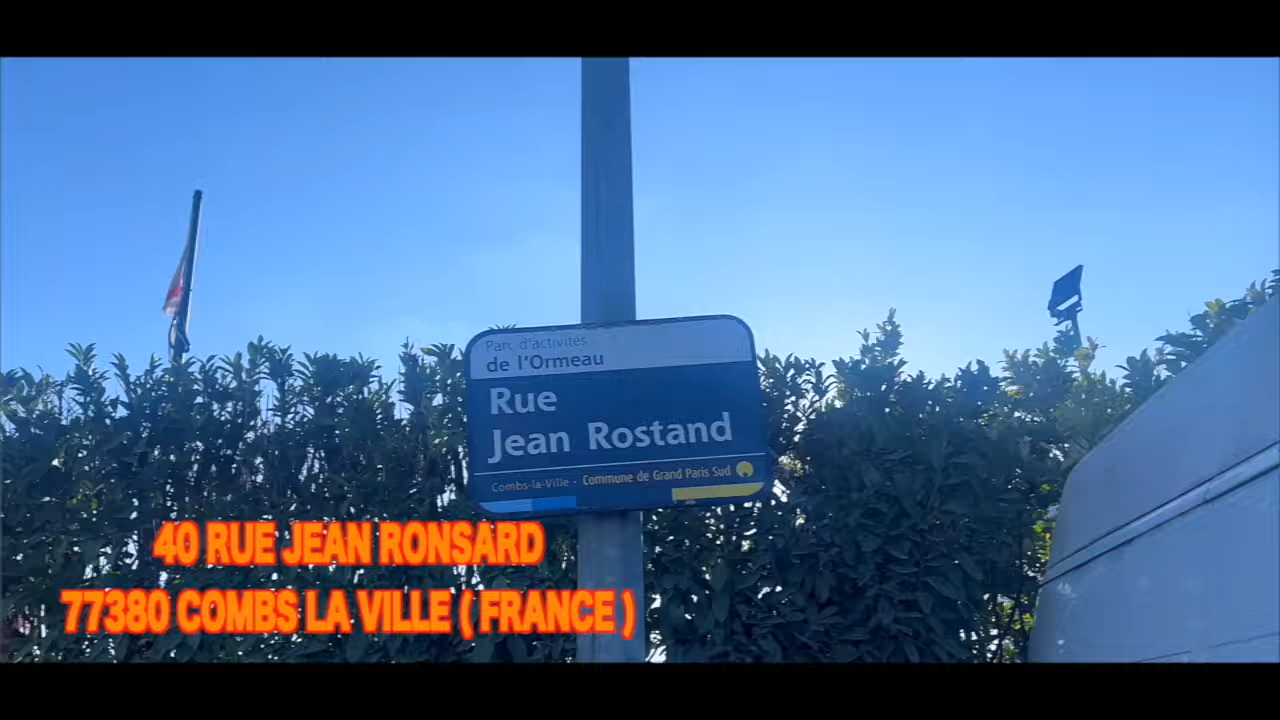 Parc d'activités
de l'Ormeau
Rue
Jean Rostand
Combs-la-Ville - Commune de Grand Paris Sud
40 RUE JEAN RONSARD
77380 COMBS LA VILLE ( FRANCE )